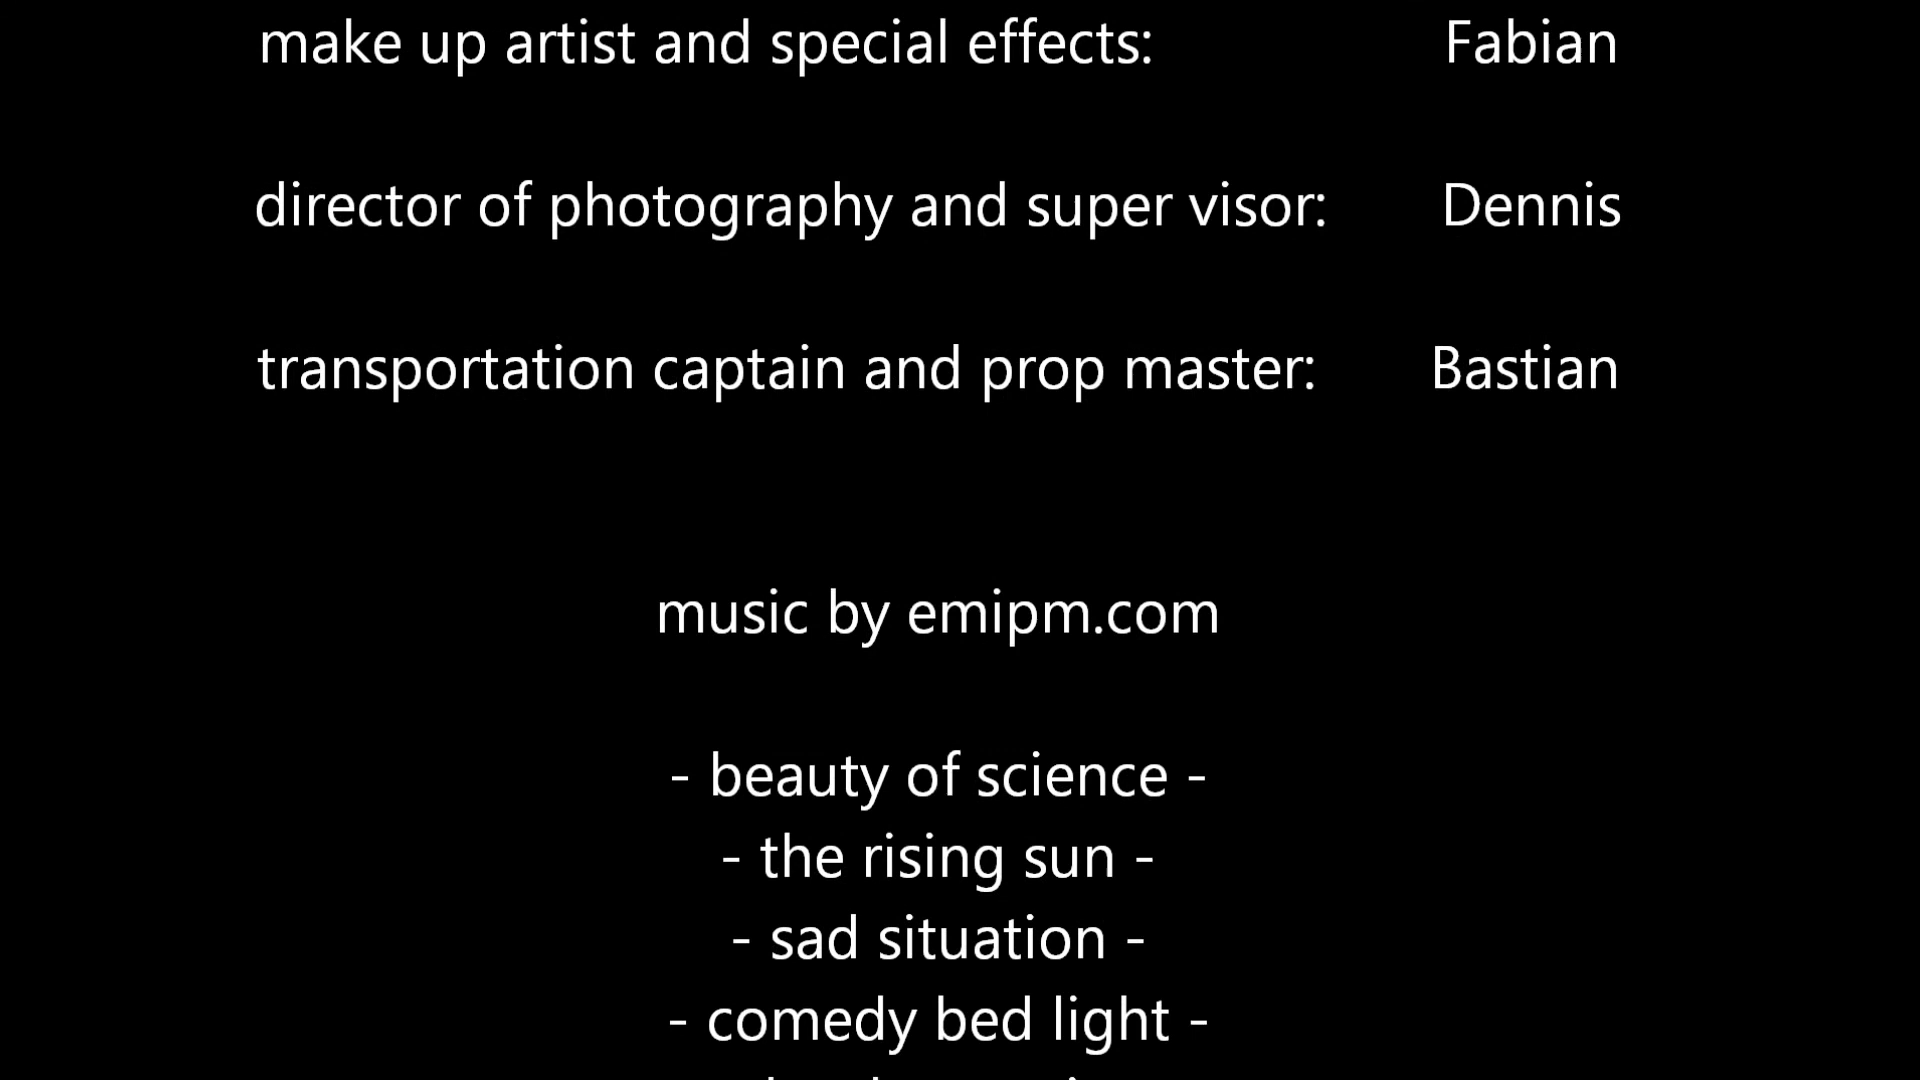 make up artist and special effects: Fabian
director of photography and super visor: Dennis
transportation captain and prop master: Bastian
music by emipm.com
- beauty of science -
- the rising sun -
- sad situation -
- comedy bed light -